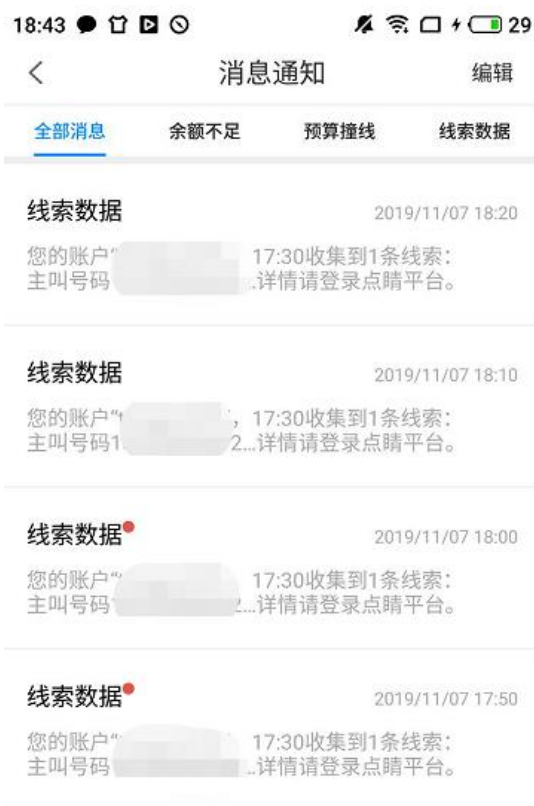 18:43
29
消息通知
编辑
全部消息 余额不足 预算撞线 线索数据
线索数据
2019/11/07 18:20
您的账户“ 17:30收集到1条线索：
主叫号码 ...详情请登录点睛平台。
线索数据
2019/11/07 18:10
您的账户“ ，17:30收集到1条线索：
主叫号码1 2...详情请登录点睛平台。
线索数据
2019/11/07 18:00
您的账户“ 17:30收集到1条线索：
主叫号码 ...详情请登录点睛平台。
线索数据
2019/11/07 17:50
您的账户“ 17:30收集到1条线索：
主叫号码 ...详情请登录点睛平台。